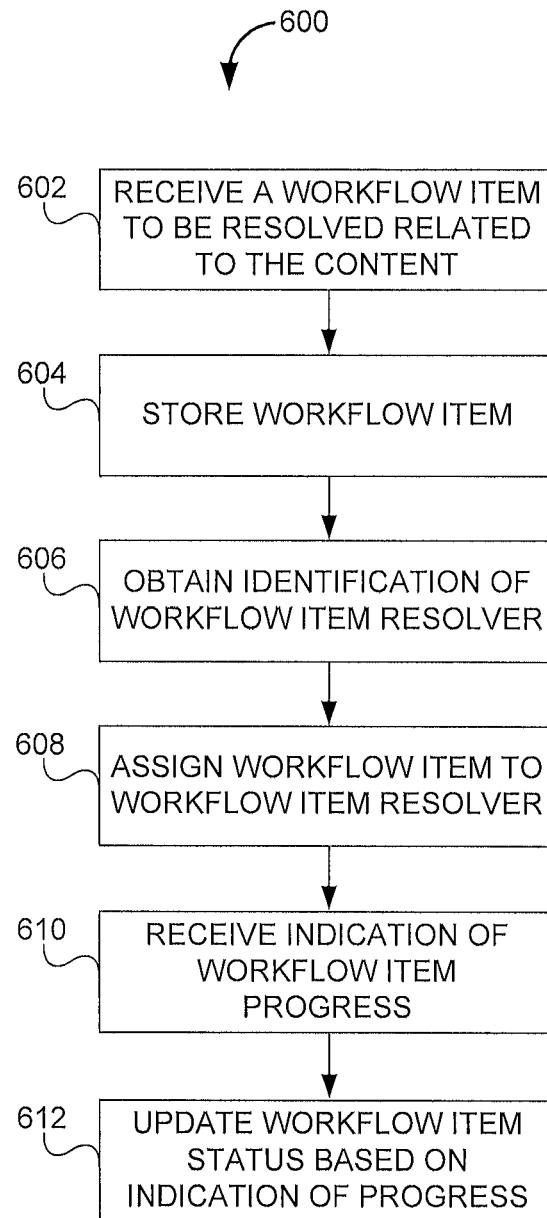 600
602
RECEIVE A WORKFLOW ITEM
TO BE RESOLVED RELATED
TO THE CONTENT
604
STORE WORKFLOW ITEM
606
OBTAIN IDENTIFICATION OF
WORKFLOW ITEM RESOLVER
608
ASSIGN WORKFLOW ITEM TO
WORKFLOW ITEM RESOLVER
610
RECEIVE INDICATION OF
WORKFLOW ITEM
PROGRESS
612
UPDATE WORKFLOW ITEM
STATUS BASED ON
INDICATION OF PROGRESS